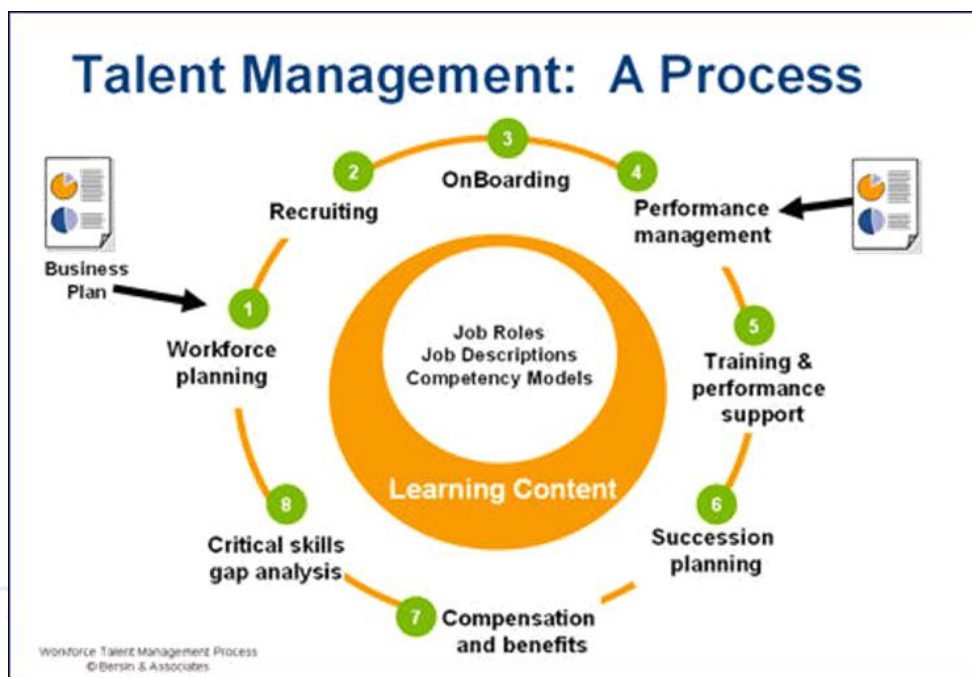 Talent Management: A Process
3
OnBoarding
2
Recruiting
4
Performance
management
Business
Plan
1
Workforce
planning
Job Roles
Job Descriptions
Competency Models
5
Training &
performance
support
Learning Content
8
Critical skills
gap analysis
6
Succession
planning
7
Compensation
and benefits
Workforce Talent Management Process
© Bersin & Associates